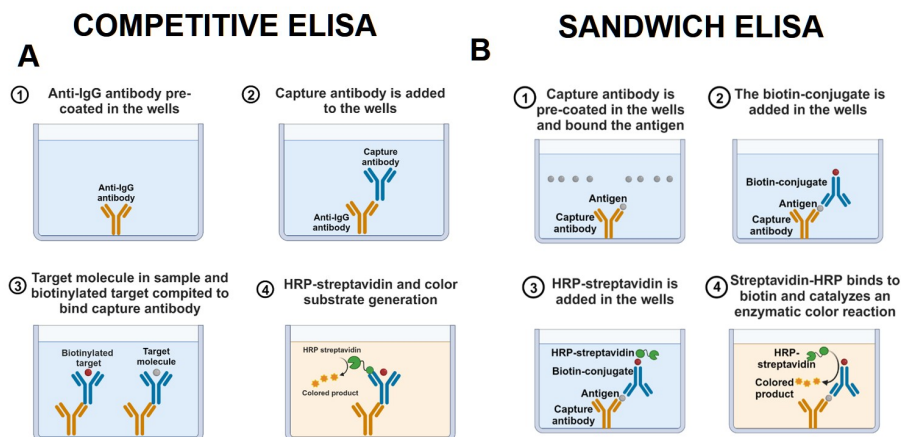 COMPETITIVE ELISA
A
1
Anti-IgG antibody pre-
coated in the wells
Anti-IgG
antibody
2
Capture antibody is added
to the wells
Capture
antibody
Anti-IgG
antibody
3
Target molecule in sample and
biotinylated target compited to
bind capture antibody
Biotinylated
target
Target
molecule
4
HRP-streptavidin and color
substrate generation
HRP streptavidin
Colored product
SANDWICH ELISA
B
1
Capture antibody is
pre-coated in the wells
and bound the antigen
Antigen
Capture
antibody
2
The biotin-conjugate is
added in the wells
Biotin-conjugate
Antigen
Capture
antibody
3
HRP-streptavidin is
added in the wells
HRP-streptavidin
Biotin-conjugate
Antigen
Capture
antibody
4
Streptavidin-HRP binds to
biotin and catalyzes an
enzymatic color reaction
HRP-
streptavidin
Colored
product